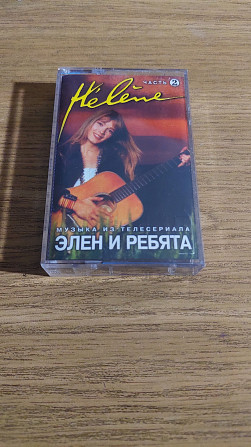 ЧАСТЬ 2
Hélène
МУЗЫКА ИЗ ТЕЛЕСЕРИАЛА
ЭЛЕН И РЕБЯТА